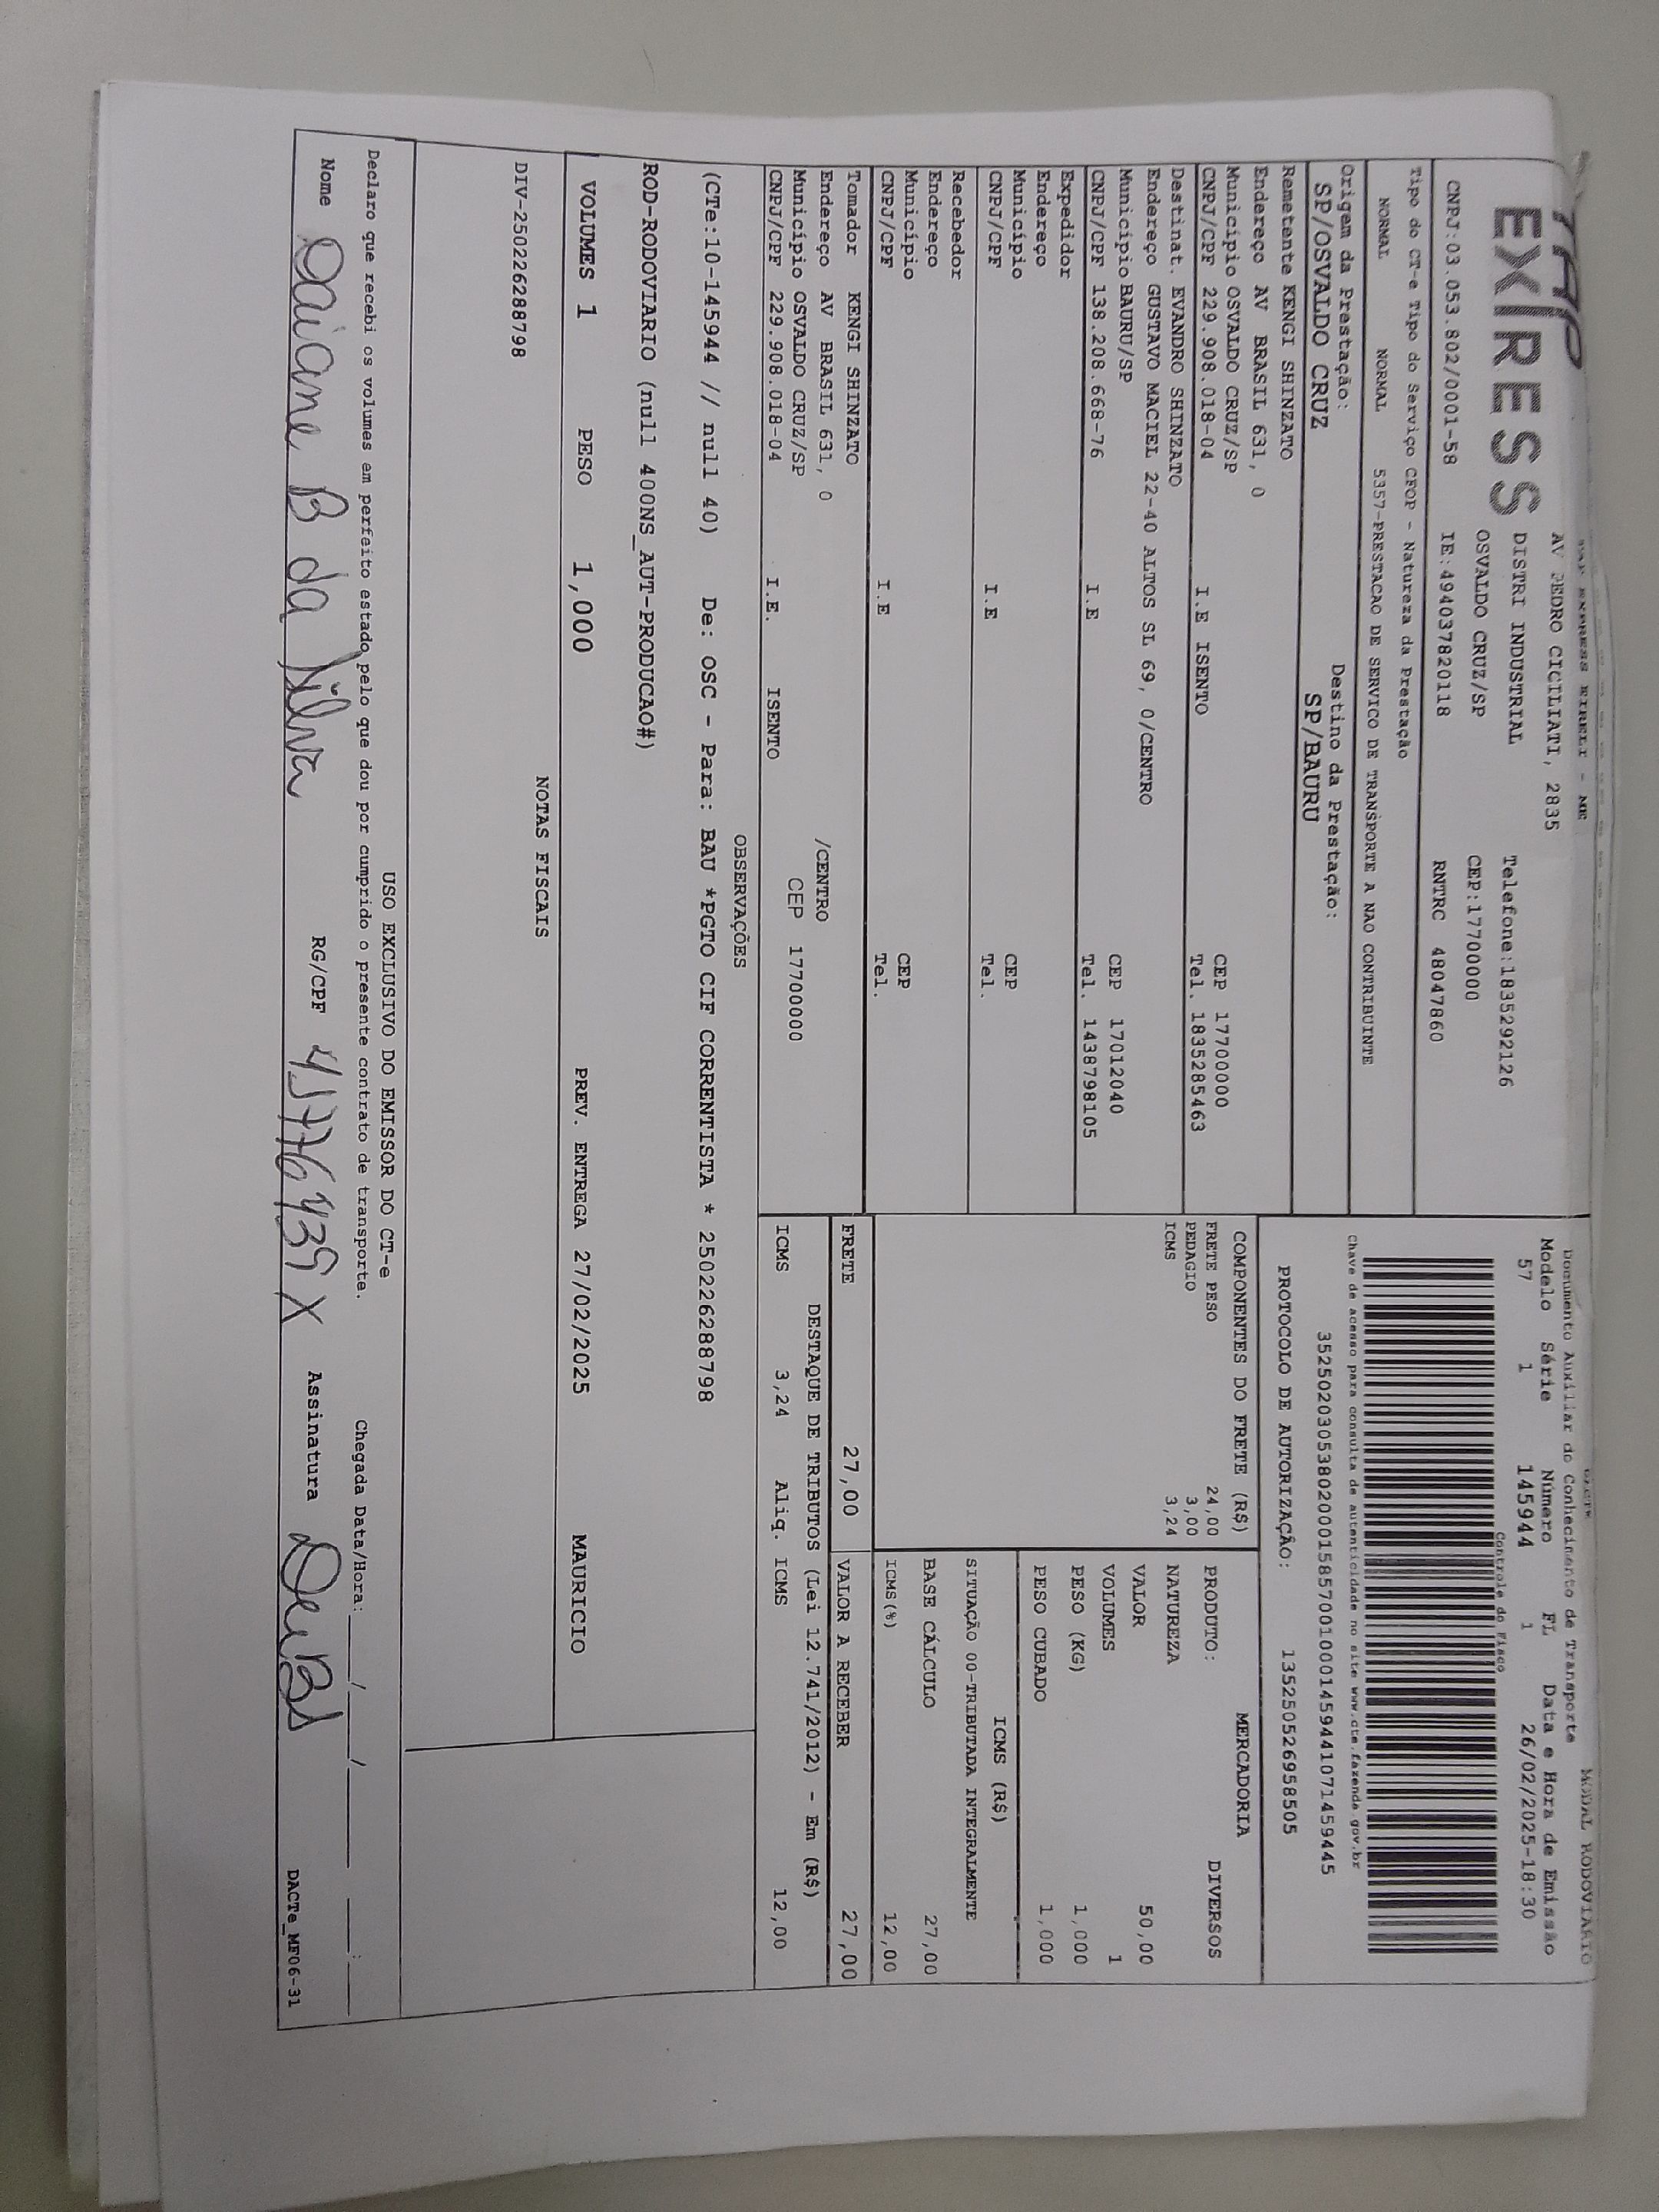 TAP
EXPRESS
TAP EXPRESS EIRELI - ME
AV PEDRO CICILIATI, 2835
DISTRI INDUSTRIAL Telefone:1835292126
OSVALDO CRUZ/SP CEP:17700000
CNPJ:03.053.802/0001-58 IE:494037820118 RNTRC 48047860
Tipo do CT-e Tipo do Serviço CFOP - Natureza da Prestação
NORMAL NORMAL 5357-PRESTACAO DE SERVICO DE TRANSPORTE A NAO CONTRIBUINTE
Origem da Prestação: Destino da Prestação:
SP/OSVALDO CRUZ SP/BAURU
Remetente KENGI SHINZATO
Endereço AV BRASIL 631, 0
Município OSVALDO CRUZ/SP CEP 17700000
CNPJ/CPF 229.908.018-04 I.E ISENTO Tel. 1835285463
Destinat. EVANDRO SHINZATO
Endereço GUSTAVO MACIEL 22-40 ALTOS SL 69, 0/CENTRO
Município BAURU/SP CEP 17012040
CNPJ/CPF 138.208.668-76 I.E Tel. 1438798105
Expedidor
Endereço
Município CEP
CNPJ/CPF I.E Tel.
Recebedor
Endereço
Município CEP
CNPJ/CPF I.E Tel.
Tomador KENGI SHINZATO
Endereço AV BRASIL 631, 0 /CENTRO
Município OSVALDO CRUZ/SP CEP 17700000
CNPJ/CPF 229.908.018-04 I.E. ISENTO
MODAL RODOVIARIO
Documento Auxiliar do Conhecimento de Transporte
Modelo Série Número FL Data e Hora de Emissão
57 1 145944 1 26/02/2025-18:30
Controle do Fisco
Chave de acesso para consulta de autenticidade no site www.cte.fazenda.gov.br
35250203053802000158570010001459441071459445
PROTOCOLO DE AUTORIZAÇÃO: 135250526958505
COMPONENTES DO FRETE (R$)
FRETE PESO 24,00
PEDAGIO 3,00
ICMS 3,24
MERCADORIA
PRODUTO: DIVERSOS
NATUREZA
VALOR 50,00
VOLUMES 1
PESO (KG) 1,000
PESO CUBADO 1,000
ICMS (R$)
SITUAÇÃO 00-TRIBUTADA INTEGRALMENTE
BASE CÁLCULO 27,00
ICMS(%) 12,00
FRETE 27,00 VALOR A RECEBER 27,00
DESTAQUE DE TRIBUTOS (Lei 12.741/2012) - Em (R$)
ICMS 3,24 Aliq. ICMS 12,00
OBSERVAÇÕES
(CTe:10-145944 // null 40) De: OSC - Para: BAU *PGTO CIF CORRENTISTA * 250226288798
ROD-RODOVIARIO (null 400NS_AUT-PRODUCAO#)
VOLUMES 1 PESO 1,000 PREV. ENTREGA 27/02/2025 MAURICIO
NOTAS FISCAIS
DIV-250226288798
USO EXCLUSIVO DO EMISSOR DO CT-e
Declaro que recebi os volumes em perfeito estado pelo que dou por cumprido o presente contrato de transporte. Chegada Data/Hora:____/____/______ ____:____
Nome Daiane B da Silva RG/CPF Assinatura
DACTe_MF06-31